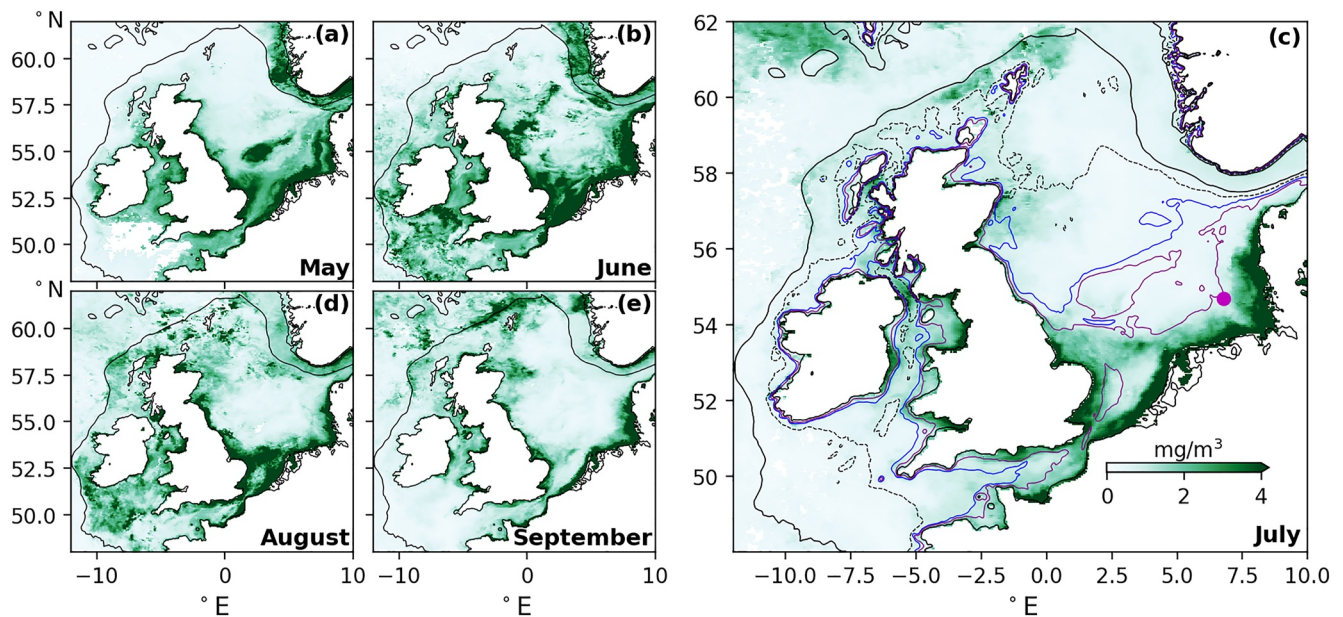 °N
(a)
60.0
57.5
55.0
52.5
50.0
May
(b)
June
°N
(d)
60.0
57.5
55.0
52.5
50.0
August
−10
0
10
°E
(e)
September
−10
0
10
°E
(c)
62
60
58
56
54
52
50
mg/m³
0
2
4
July
−10.0
−7.5
−5.0
−2.5
0.0
2.5
5.0
7.5
10.0
°E